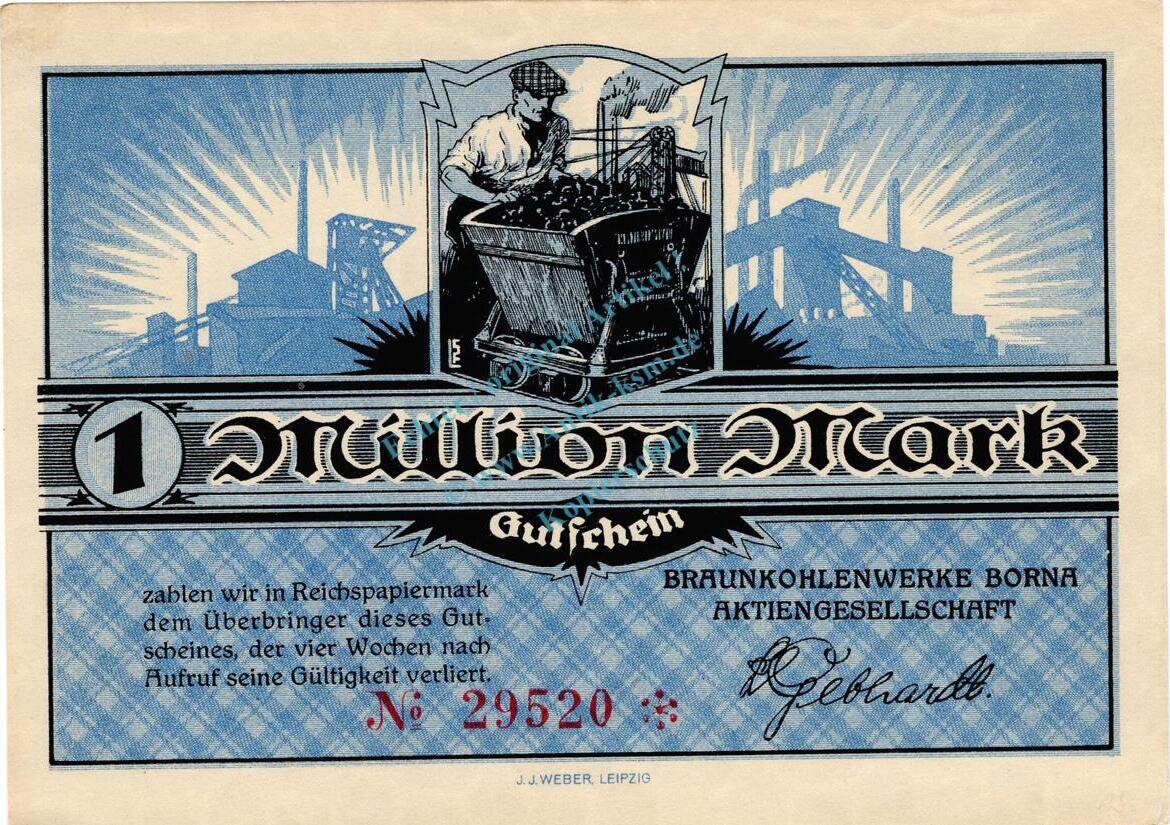 1 Million Mark
Gutschein
zahlen wir in Reichspapiermark
dem Überbringer dieses Gut-
scheines, der vier Wochen nach
Aufruf seine Gültigkeit verliert.
BRAUNKOHLENWERKE BORNA
AKTIENGESELLSCHAFT
Gebhardt.
№ 29520
J. J. WEBER, LEIPZIG